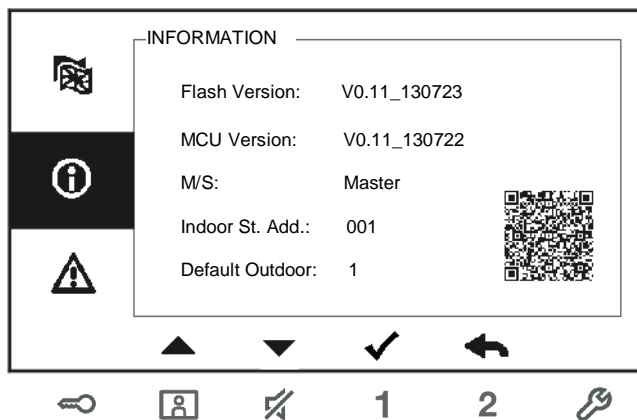 INFORMATION
Flash Version: V0.11_130723
MCU Version: V0.11_130722
M/S: Master
Indoor St. Add.: 001
Default Outdoor: 1
1 2